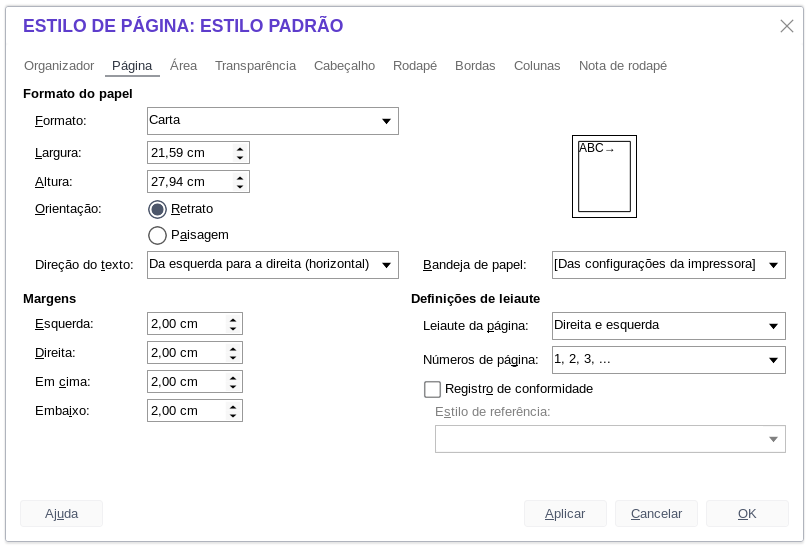 ESTILO DE PÁGINA: ESTILO PADRÃO
Organizador Página Área Transparência Cabeçalho Rodapé Bordas Colunas Nota de rodapé
Formato do papel
Formato: Carta
Largura: 21,59 cm
ABC→
Altura: 27,94 cm
Orientação: Retrato
Paisagem
Direção do texto: Da esquerda para a direita (horizontal) Bandeja de papel: [Das configurações da impressora]
Margens Definições de leiaute
Esquerda: 2,00 cm Leiaute da página: Direita e esquerda
Direita: 2,00 cm Números de página: 1, 2, 3, ...
Em cima: 2,00 cm Registro de conformidade
Embaixo: 2,00 cm Estilo de referência:
Ajuda Aplicar Cancelar OK